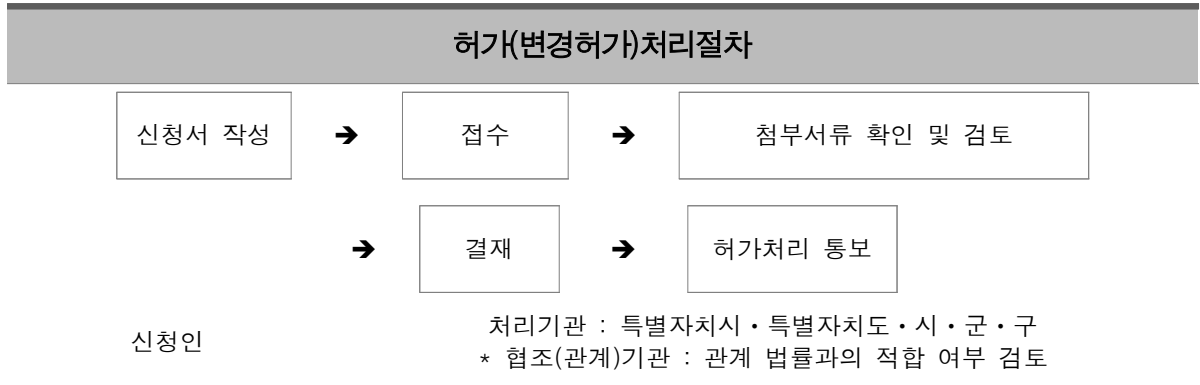 허가(변경허가)처리절차
신청서 작성 ➔ 접수 ➔ 첨부서류 확인 및 검토
➔ 결재 ➔ 허가처리 통보
신청인
처리기관 : 특별자치시・특별자치도・시・군・구
* 협조(관계)기관 : 관계 법률과의 적합 여부 검토